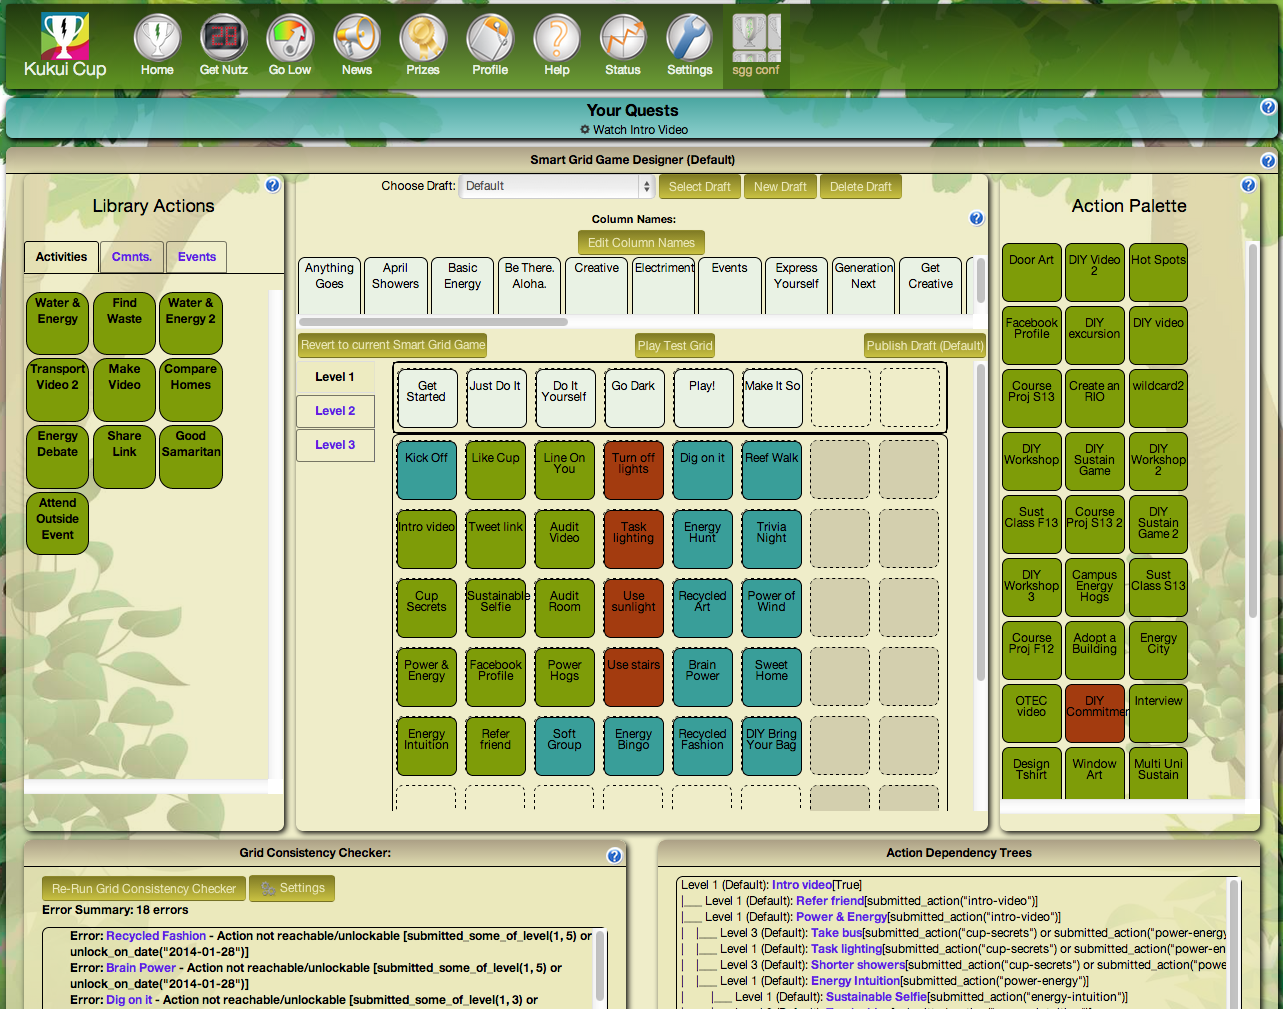 Kukui Cup
28
Home
Get Nutz
Go Low
News
Prizes
Profile
?
Help
Status
Settings
sgg conf
Your Quests
Watch Intro Video
?
Smart Grid Game Designer (Default)
?
?
Library Actions
Activities
Cmnts.
Events
Water & Energy
Find Waste
Water & Energy 2
Transport Video 2
Make Video
Compare Homes
Energy Debate
Share Link
Good Samaritan
Attend Outside Event
Choose Draft:
Default
Select Draft
New Draft
Delete Draft
Column Names:
?
Edit Column Names
Anything Goes
April Showers
Basic Energy
Be There. Aloha.
Creative
Electriment
Events
Express Yourself
Generation Next
Get Creative
Revert to current Smart Grid Game
Play Test Grid
Publish Draft (Default)
Level 1
Level 2
Level 3
Get Started
Just Do It
Do It Yourself
Go Dark
Play!
Make It So
Kick Off
Like Cup
Line On You
Turn off lights
Dig on it
Reef Walk
Intro video
Tweet link
Audit Video
Task lighting
Energy Hunt
Trivia Night
Cup Secrets
Sustainable Selfie
Audit Room
Use sunlight
Recycled Art
Power of Wind
Power & Energy
Facebook Profile
Power Hogs
Use stairs
Brain Power
Sweet Home
Energy Intuition
Refer friend
Soft Group
Energy Bingo
Recycled Fashion
DIY Bring Your Bag
?
Action Palette
Door Art
DIY Video 2
Hot Spots
Facebook Profile
DIY excursion
DIY video
Course Proj S13
Create an RIO
wildcard2
DIY Workshop
DIY Sustain Game
DIY Workshop 2
Sust Class F13
Course Proj S13 2
DIY Sustain Game 2
DIY Workshop 3
Campus Energy Hogs
Sust Class S13
Course Proj F12
Adopt a Building
Energy City
OTEC video
DIY Commitmer
Interview
Design Tshirt
Window Art
Multi Uni Sustain
Grid Consistency Checker:
?
Re-Run Grid Consistency Checker
Settings
Error Summary: 18 errors
Error: Recycled Fashion - Action not reachable/unlockable [submitted_some_of_level(1, 5) or
unlock_on_date("2014-01-28")]
Error: Brain Power - Action not reachable/unlockable [submitted_some_of_level(1, 5) or
unlock_on_date("2014-01-28")]
Error: Dig on it - Action not reachable/unlockable [submitted_some_of_level(1, 3) or
Action Dependency Trees
Level 1 (Default): Intro video[True]
|___ Level 1 (Default): Refer friend[submitted_action("intro-video")]
|___ Level 1 (Default): Power & Energy[submitted_action("intro-video")]
| |___ Level 3 (Default): Take bus[submitted_action("cup-secrets") or submitted_action("power-energy
| |___ Level 1 (Default): Task lighting[submitted_action("cup-secrets") or submitted_action("power-en
| |___ Level 3 (Default): Shorter showers[submitted_action("cup-secrets") or submitted_action("powe
| |___ Level 1 (Default): Energy Intuition[submitted_action("power-energy")]
| | |___ Level 1 (Default): Sustainable Selfie[submitted_action("energy-intuition")]